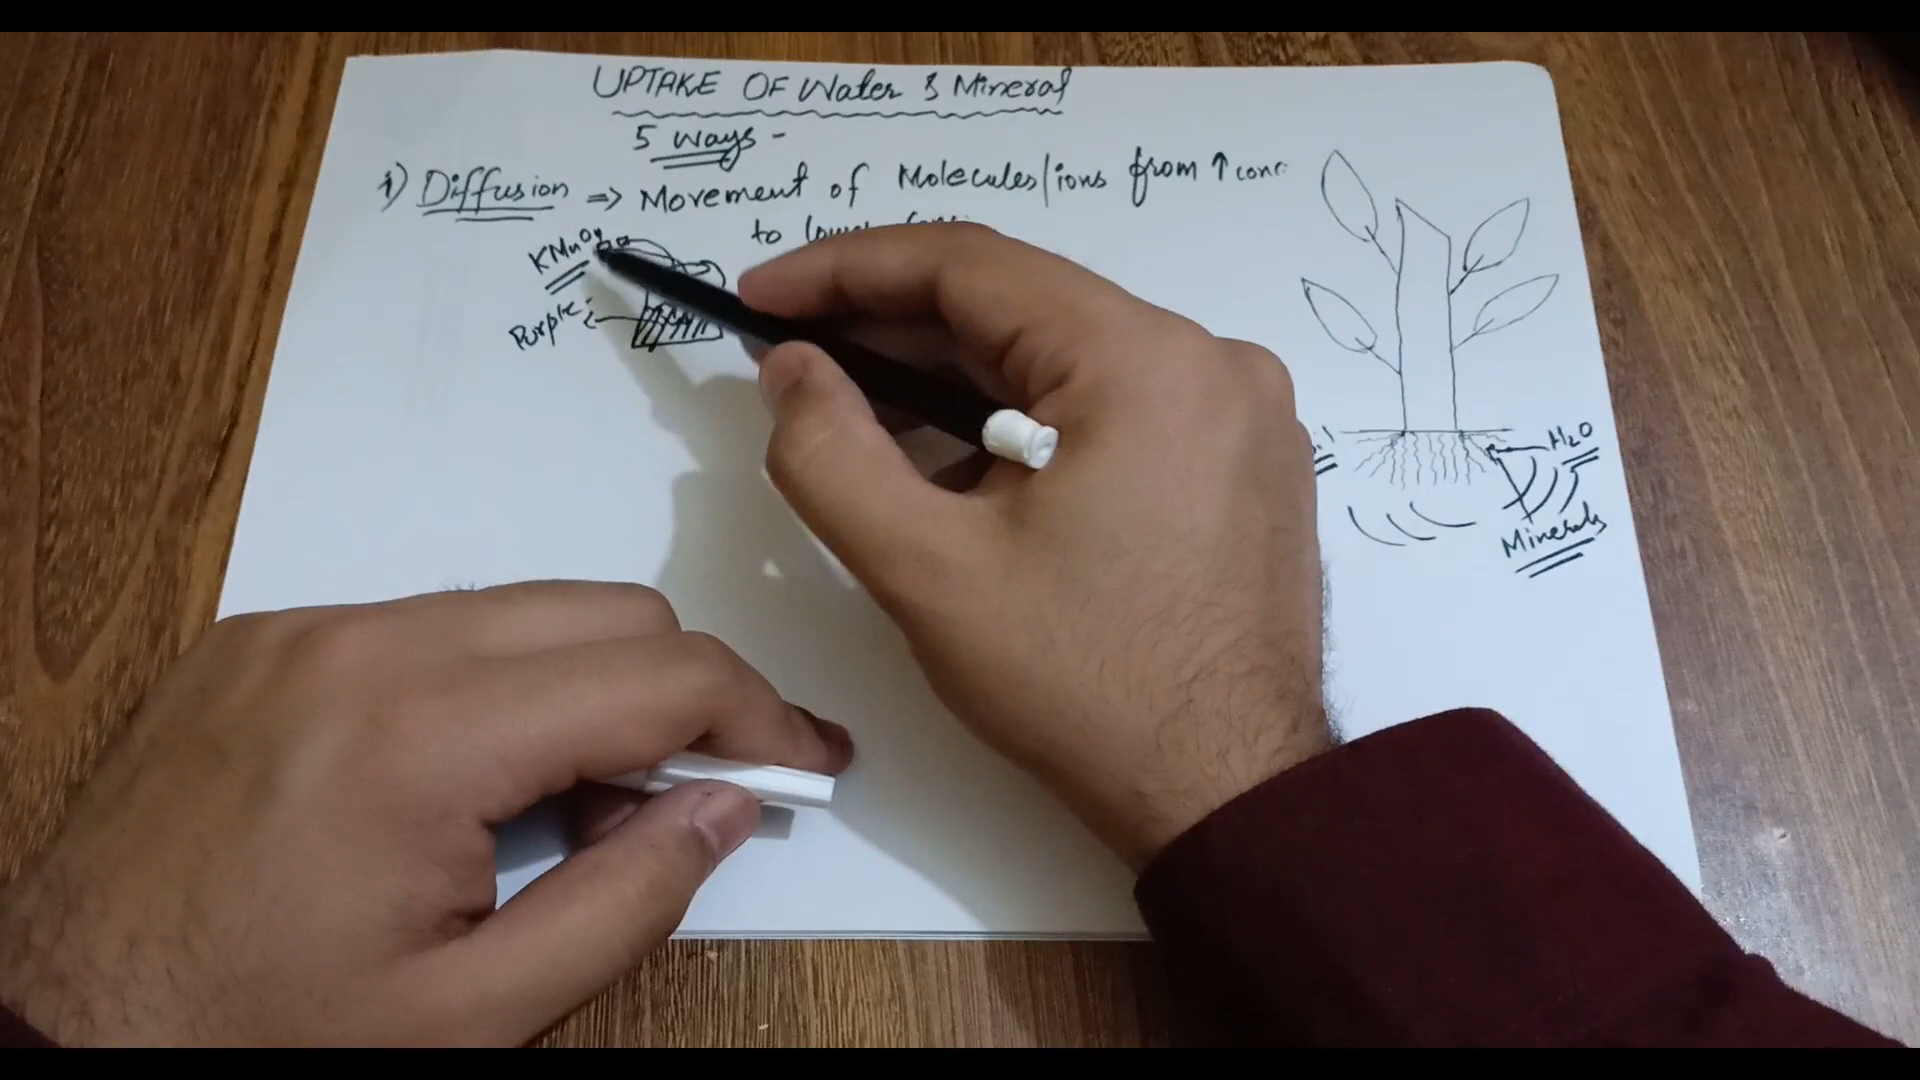 UPTAKE OF Water & Mineral
5 ways -
i) Diffusion => Movement of Molecules/ions from ↑ conc
to
KMnO4
Purple
H2O
Minerals